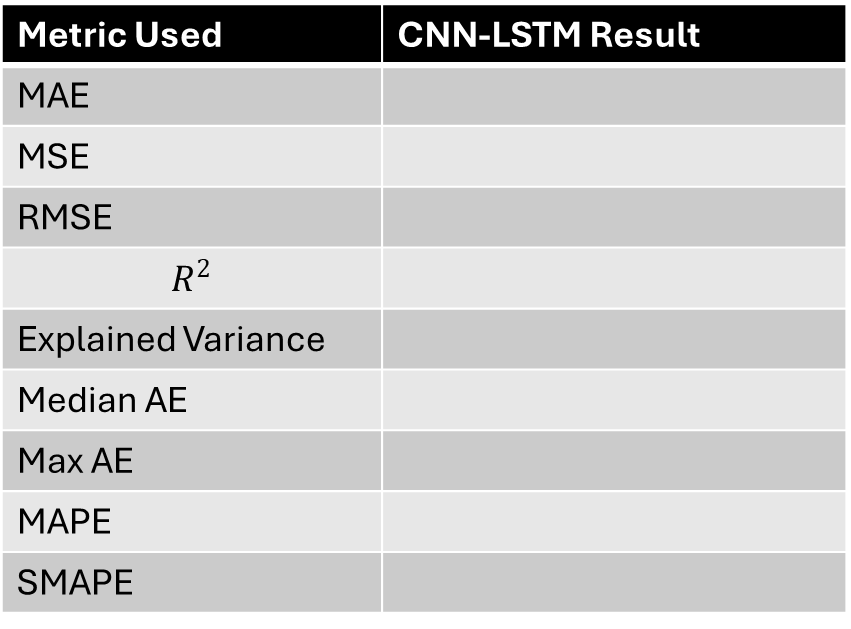 Metric Used CNN-LSTM Result
MAE
MSE
RMSE
R²
Explained Variance
Median AE
Max AE
MAPE
SMAPE